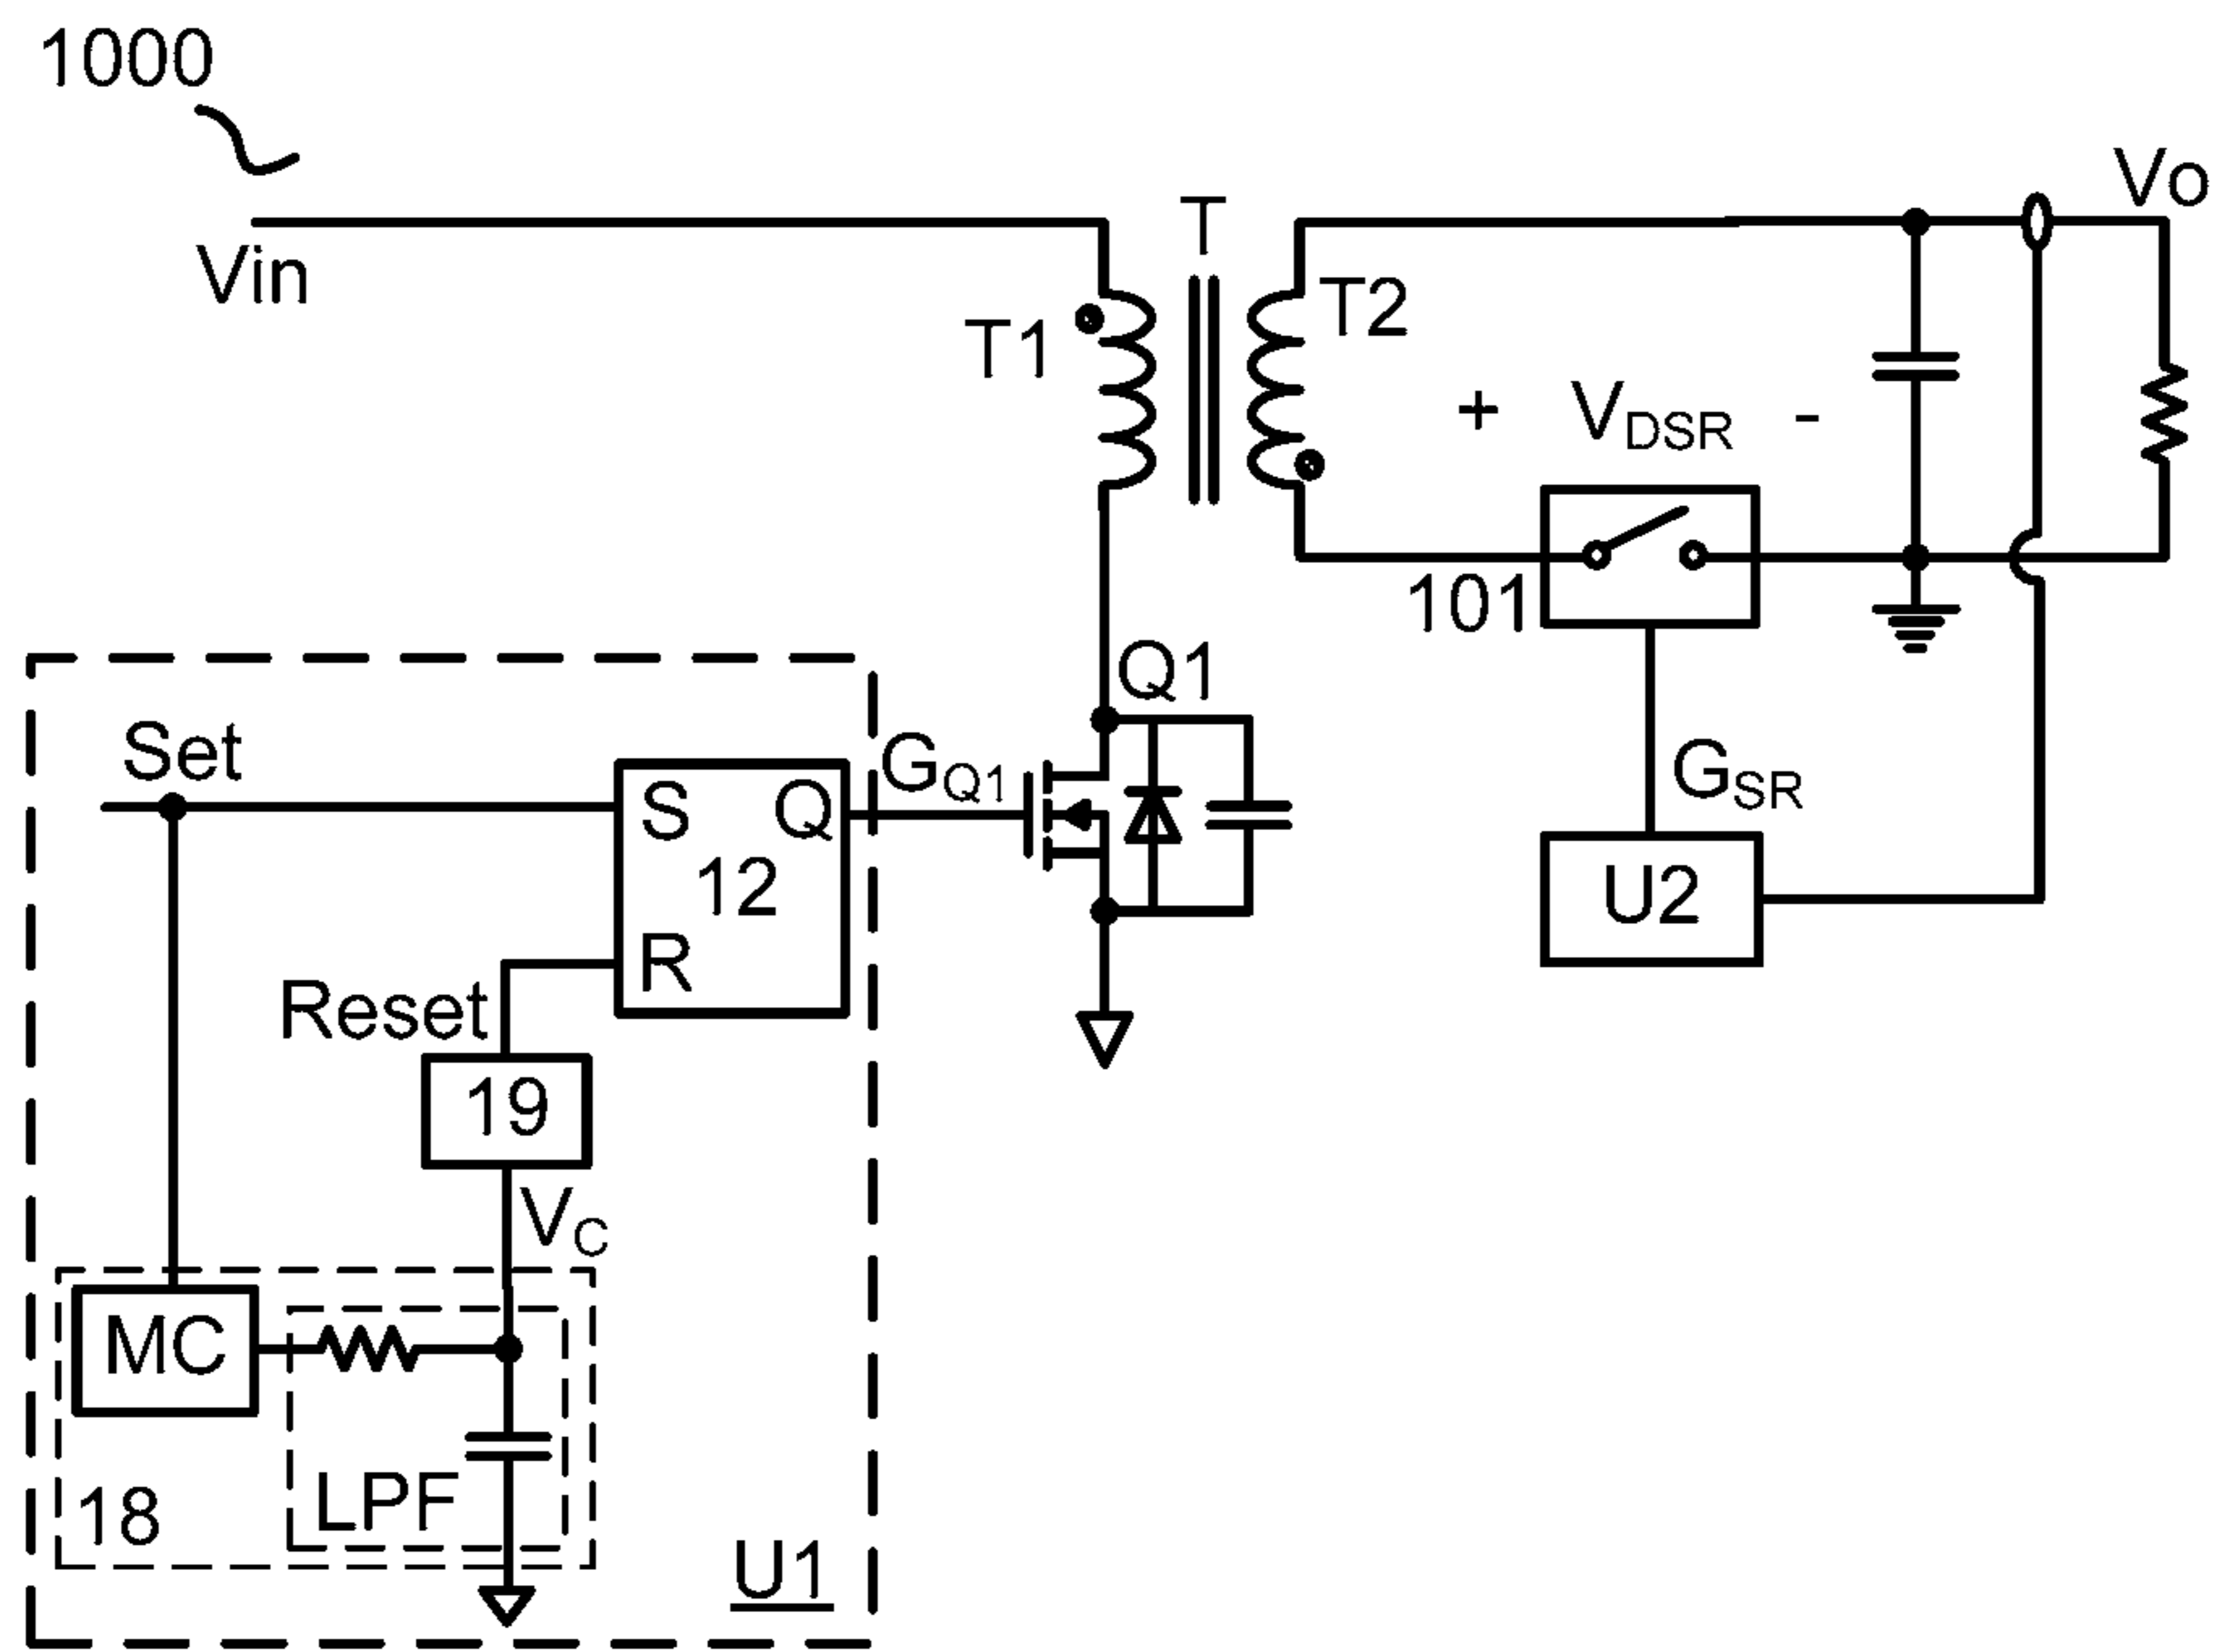 1000
Vin
T
Vo
T1
T2
+ VDSR -
101
Q1
Set
GQ1
GSR
S Q
12
R
U2
Reset
19
VC
MC
LPF
18
U1